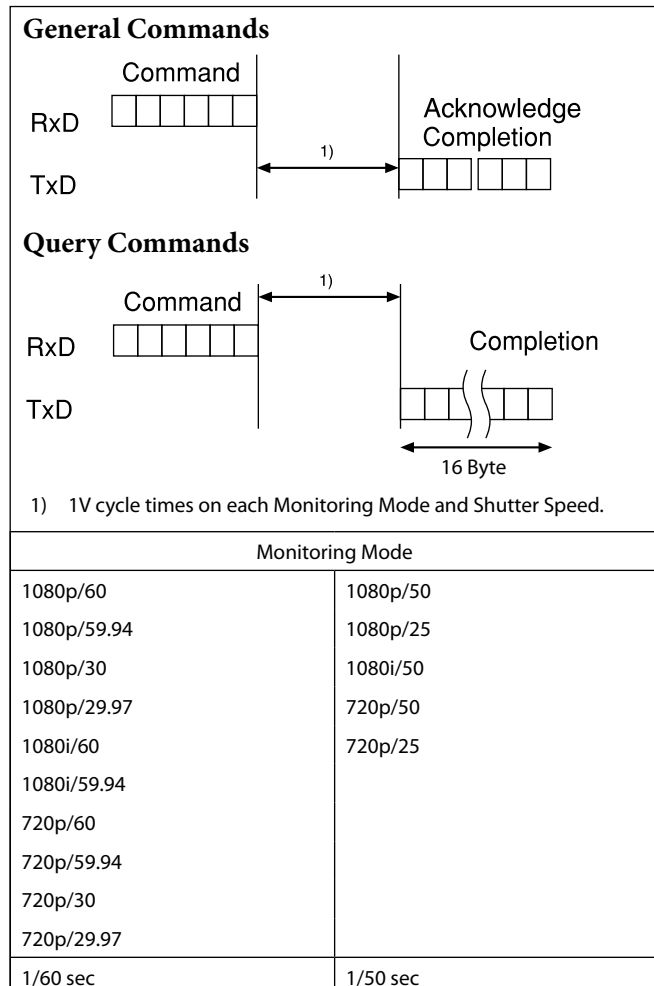 General Commands
Command
RxD
Acknowledge
Completion
1)
TxD
Query Commands
1)
Command
RxD
Completion
TxD
16 Byte
1) 1V cycle times on each Monitoring Mode and Shutter Speed.
Monitoring Mode
1080p/60 1080p/50
1080p/59.94 1080p/25
1080p/30 1080i/50
1080p/29.97 720p/50
1080i/60 720p/25
1080i/59.94
720p/60
720p/59.94
720p/30
720p/29.97
1/60 sec 1/50 sec